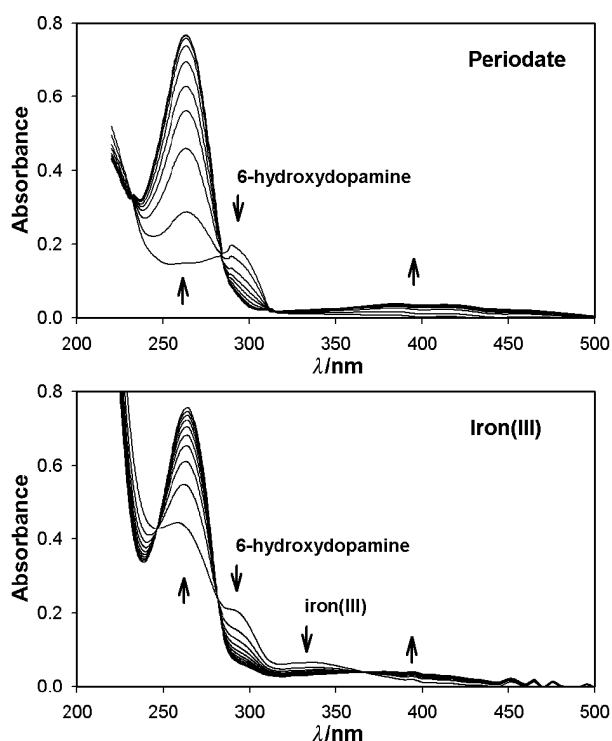 0.8
Periodate
0.6
Absorbance
6-hydroxydopamine
0.4
0.2
0.0
200 250 300 350 400 450 500
λ/nm
0.8
Iron(III)
0.6
Absorbance
6-hydroxydopamine
0.4
iron(III)
0.2
0.0
200 250 300 350 400 450 500
λ/nm